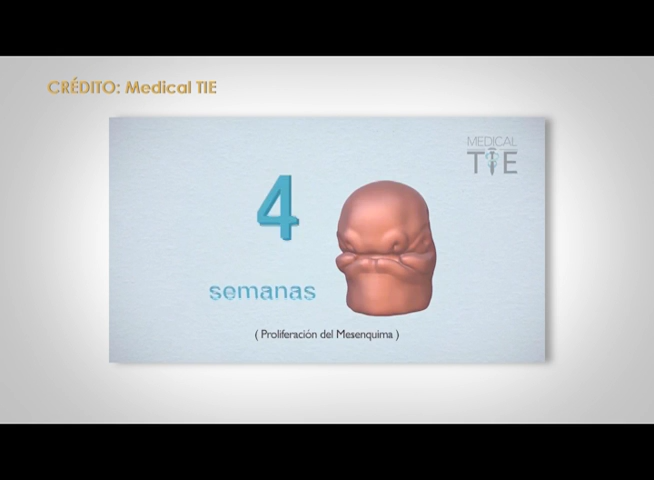 CRÉDITO: Medical TIE
MEDICAL
TIE
4
semanas
( Proliferación del Mesenquima )